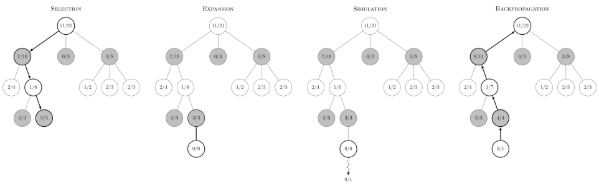 SELECTION
11/21
7/10 0/3 3/8
2/4 1/6 1/2 2/3 2/3
2/3 3/3
EXPANSION
11/21
7/10 0/3 3/8
2/4 1/6 1/2 2/3 2/3
2/3 3/3
0/0
SIMULATION
11/21
7/10 0/3 3/8
2/4 1/6 1/2 2/3 2/3
2/3 3/3
0/0
0/1
BACKPROPAGATION
11/22
8/11 0/3 3/8
2/4 1/7 1/2 2/3 2/3
2/3 4/4
0/1